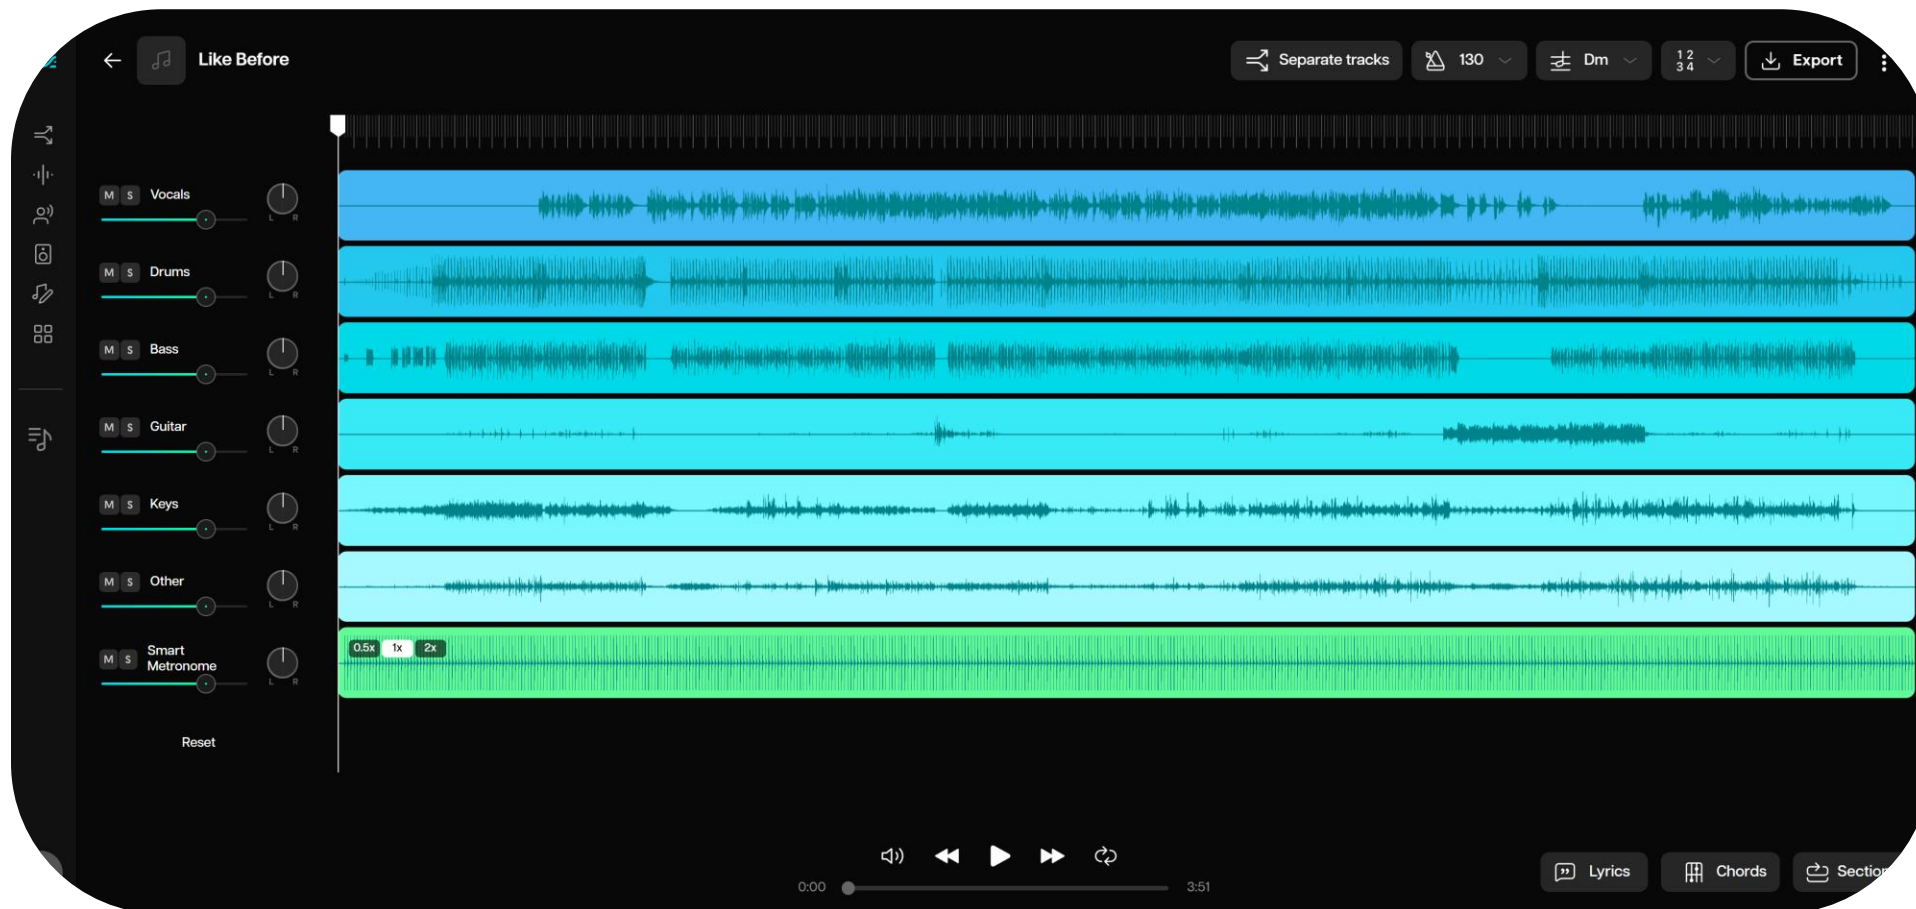 Like Before
Separate tracks
130
Dm
1 2
3 4
Export
M S Vocals
L R
M S Drums
L R
M S Bass
L R
M S Guitar
L R
M S Keys
L R
M S Other
L R
M S Smart
Metronome
L R
0.5x 1x 2x
Reset
0:00
3:51
Lyrics
Chords
Section